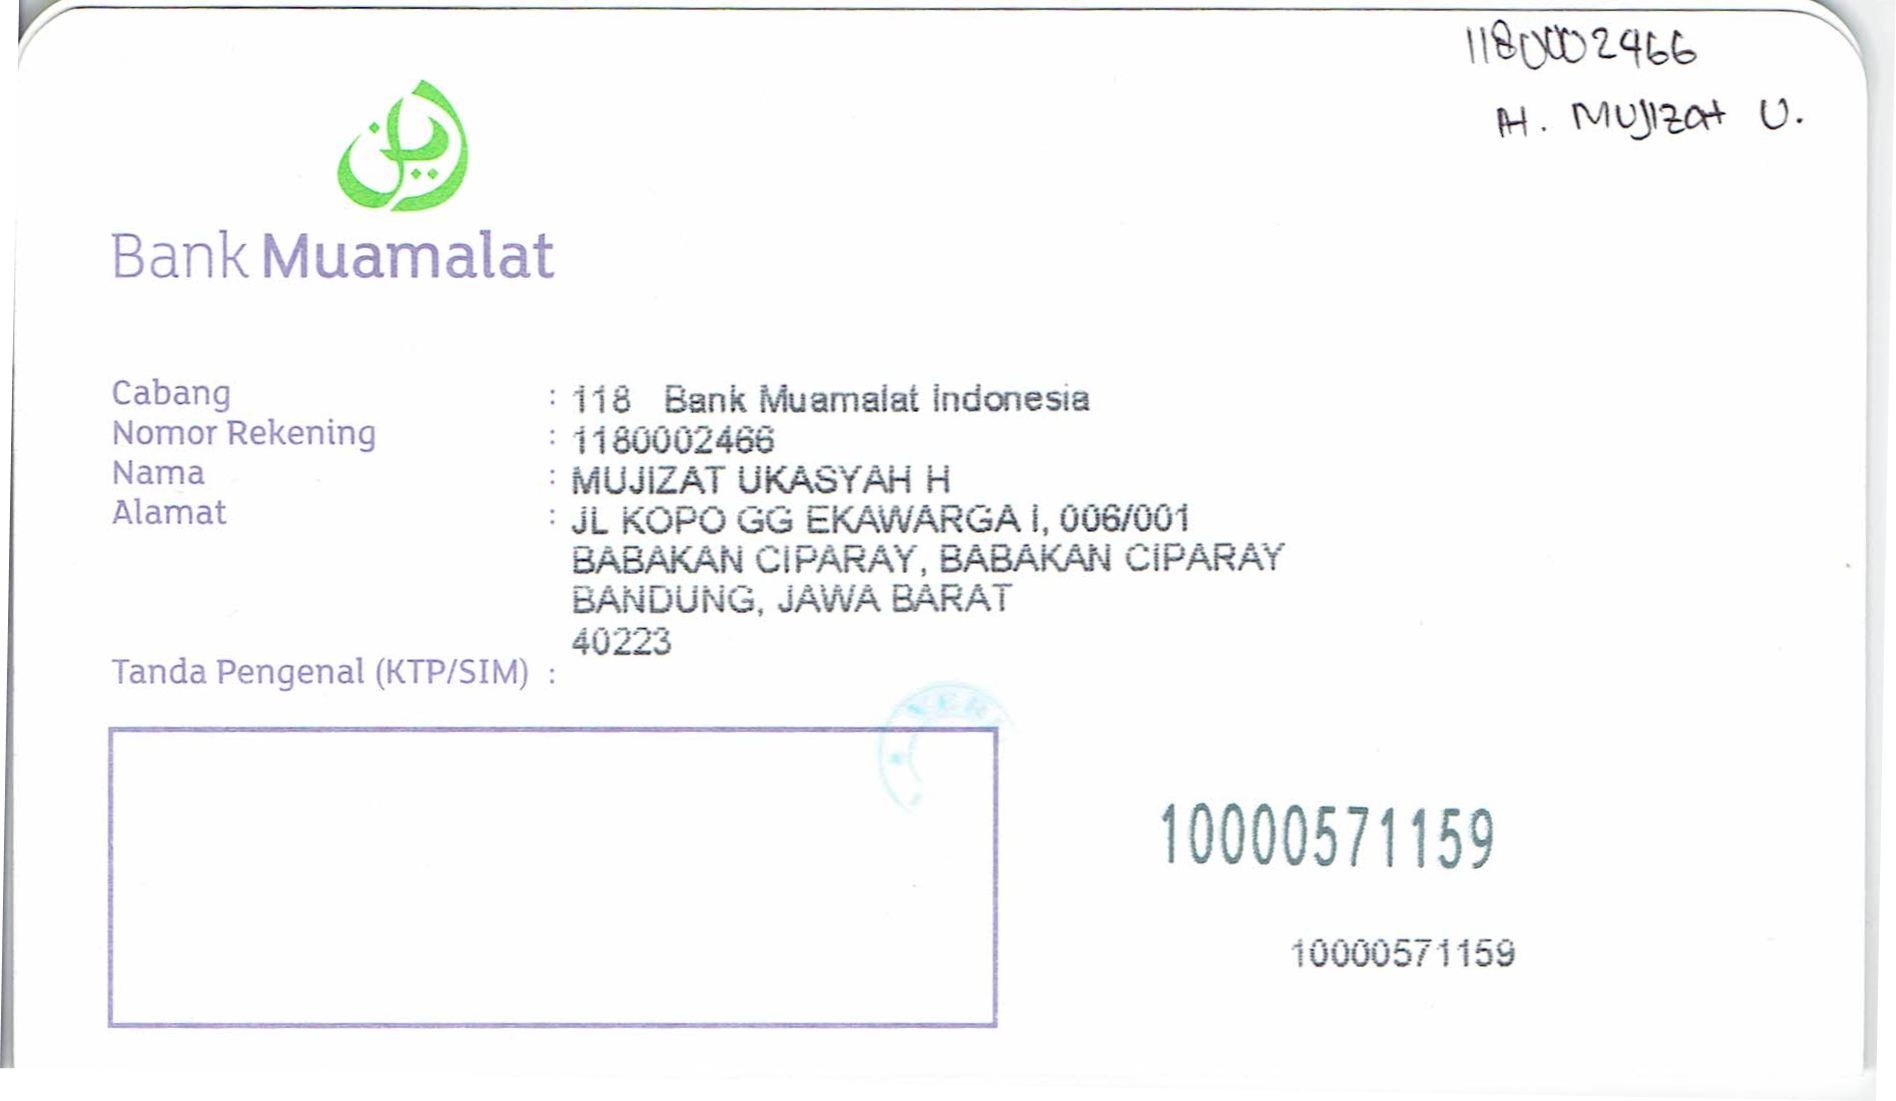 1180002466
AH. MUJIZat U.
Bank Muamalat
Cabang : 118 Bank Muamalat Indonesia
Nomor Rekening : 1180002466
Nama : MUJIZAT UKASYAH H
Alamat : JL KOPO GG EKAWARGA I, 006/001
BABAKAN CIPARAY, BABAKAN CIPARAY
BANDUNG, JAWA BARAT
40223
Tanda Pengenal (KTP/SIM) :
10000571159
10000571159